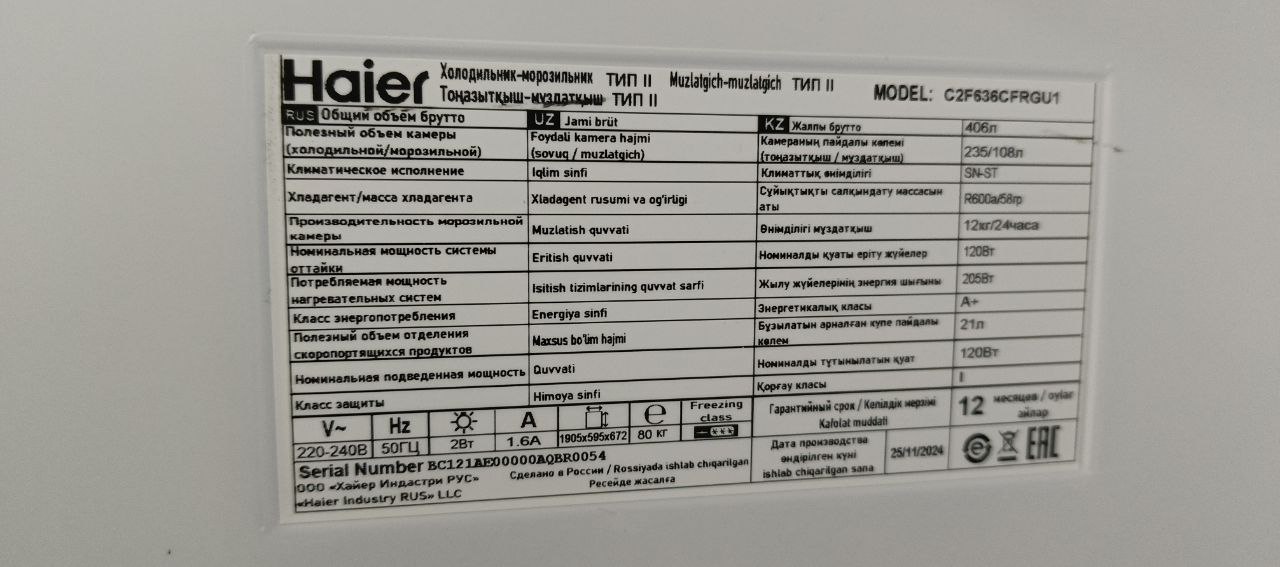 Haier
Холодильник-морозильник ТИП II Muzlatgich-muzlatgich ТИП II
Тоңазытқыш-мұздатқыш ТИП II
MODEL: C2F636CFRGU1
RUS Общий объём брутто UZ Jami brüt KZ Жалпы брутто 406л
Полезный объем камеры (холодильной/морозильной) Foydali kamera hajmi (sovuq / muzlatgich) Камераның пайдалы көлемі (тоңазытқыш / мұздатқыш) 235/108л
Климатическое исполнение Iqlim sinfi Климаттық өнімділігі SN-ST
Хладагент/масса хладагента Xladagent rusumi va og'irligi Сұйықтықты салқындату массасын аты R600a/58гр
Производительность морозильной камеры Muzlatish quvvati Өнімділігі мұздатқыш 12кг/24часа
Номинальная мощность системы оттайки Eritish quvvati Номиналды қуаты еріту жүйелер 120Вт
Потребляемая мощность нагревательных систем Isitish tizimlarining quvvat sarfi Жылу жүйелерінің энергия шығыны 205Вт
Класс энергопотребления Energiya sinfi Энергетикалық класы A+
Полезный объем отделения скоропортящихся продуктов Maxsus bo'lim hajmi Бұзылатын арналған купе пайдалы көлем 21л
Номинальная подведенная мощность Quvvati Номиналды тұтынылатын қуат 120Вт
Класс защиты Himoya sinfi Қорғау класы I
V~ Hz A e Freezing class
220-240В 50ГЦ 2Вт 1.6A 1905x595x672 80 кг
Гарантийный срок / Кепілдік мерзімі
Kafolat muddati
12 месяцев / oylar
айлар
Serial Number BC121AE00000AQBR0054
ООО «Хайер Индастри РУС» Сделано в России / Rossiyada ishlab chiqarilgan
«Haier Industry RUS» LLC Ресейде жасалға
Дата производства
өндірілген күні
ishlab chiqarilgan sana
25/11/2024
EAC